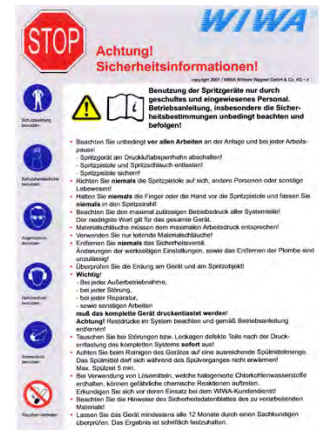 WIWA
STOP
Achtung!
Sicherheitsinformationen!
copyright 2001 / WIWA Wilhelm Wagner GmbH & Co. KG •
Benutzung der Spritzgeräte nur durch
geschultes und eingewiesenes Personal.
Betriebsanleitung, insbesondere die Sicher-
heitsbestimmungen unbedingt beachten und
befolgen!
Schutzkleidung
benutzen
• Beachten Sie unbedingt vor allen Arbeiten an der Anlage und bei jeder Arbeits-
pause:
- Spritzgerät am Druckluftabsperrhahn abschalten!
- Spritzpistole und Spritzschlauch entlasten!
- Spritzpistole sichern!
• Richten Sie niemals die Spritzpistole auf sich, andere Personen oder sonstige
Lebewesen!
• Halten Sie niemals die Finger oder die Hand vor die Spritzpistole und fassen Sie
niemals in den Spritzstrahl!
• Beachten Sie den maximal zulässigen Betriebsdruck aller Systemteile!
Der niedrigste Wert gilt für das gesamte Gerät.
• Materialschläuche müssen dem maximalen Arbeitsdruck entsprechen!
• Verwenden Sie nur leitende Materialschläuche!
• Entfernen Sie niemals das Sicherheitsventil.
Änderungen der werkseitigen Einstellungen, sowie das Entfernen der Plombe sind
unzulässig!
• Überprüfen Sie die Erdung am Gerät und am Spritzobjekt!
• Wichtig!
- Bei jeder Außerbetriebnahme,
- bei jeder Störung,
- bei jeder Reparatur,
- sowie sonstigen Arbeiten
muß das komplette Gerät druckentlastet werden!
Achtung! Restdrücke im System beachten und gemäß Betriebsanleitung
entfernen!
• Tauschen Sie bei Störungen bzw. Leckagen defekte Teile nach der Druck-
entlastung des kompletten Systems sofort aus!
• Achten Sie beim Reinigen des Gerätes auf eine ausreichende Spülmittelmenge.
Das Spülmittel darf sich während des Spülvorganges nicht erwärmen!
Max. Spülzeit 5 min.
• Bei Verwendung von Lösemitteln, welche halogenierte Chlorkohlenwasserstoffe
enthalten, können gefährliche chemische Reaktionen auftreten.
Erkundigen Sie sich vor deren Einsatz bei dem WIWA-Kundendienst!
• Beachten Sie die Hinweise des Sicherheitsdatenblattes des zu verarbeitenden
Materials!
• Lassen Sie das Gerät mindestens alle 12 Monate durch einen Sachkundigen
überprüfen. Das Ergebnis ist schriftlich festzuhalten.
Gehörschutz
benutzen
Atemschutz
benutzen
Rauchen verboten